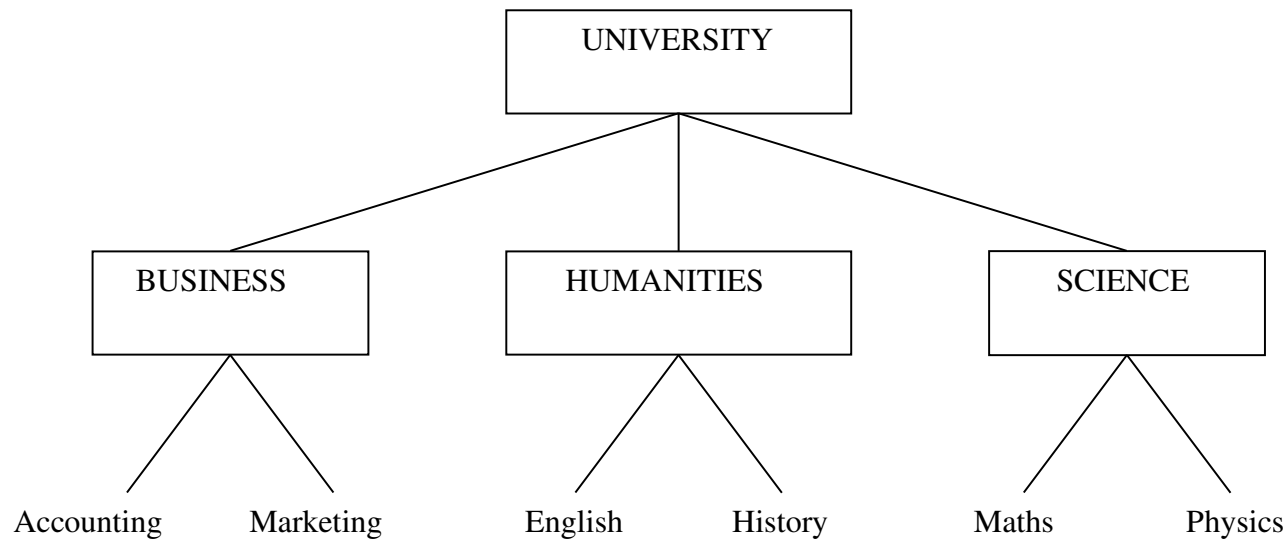 UNIVERSITY
BUSINESS HUMANITIES SCIENCE
Accounting Marketing English History Maths Physics